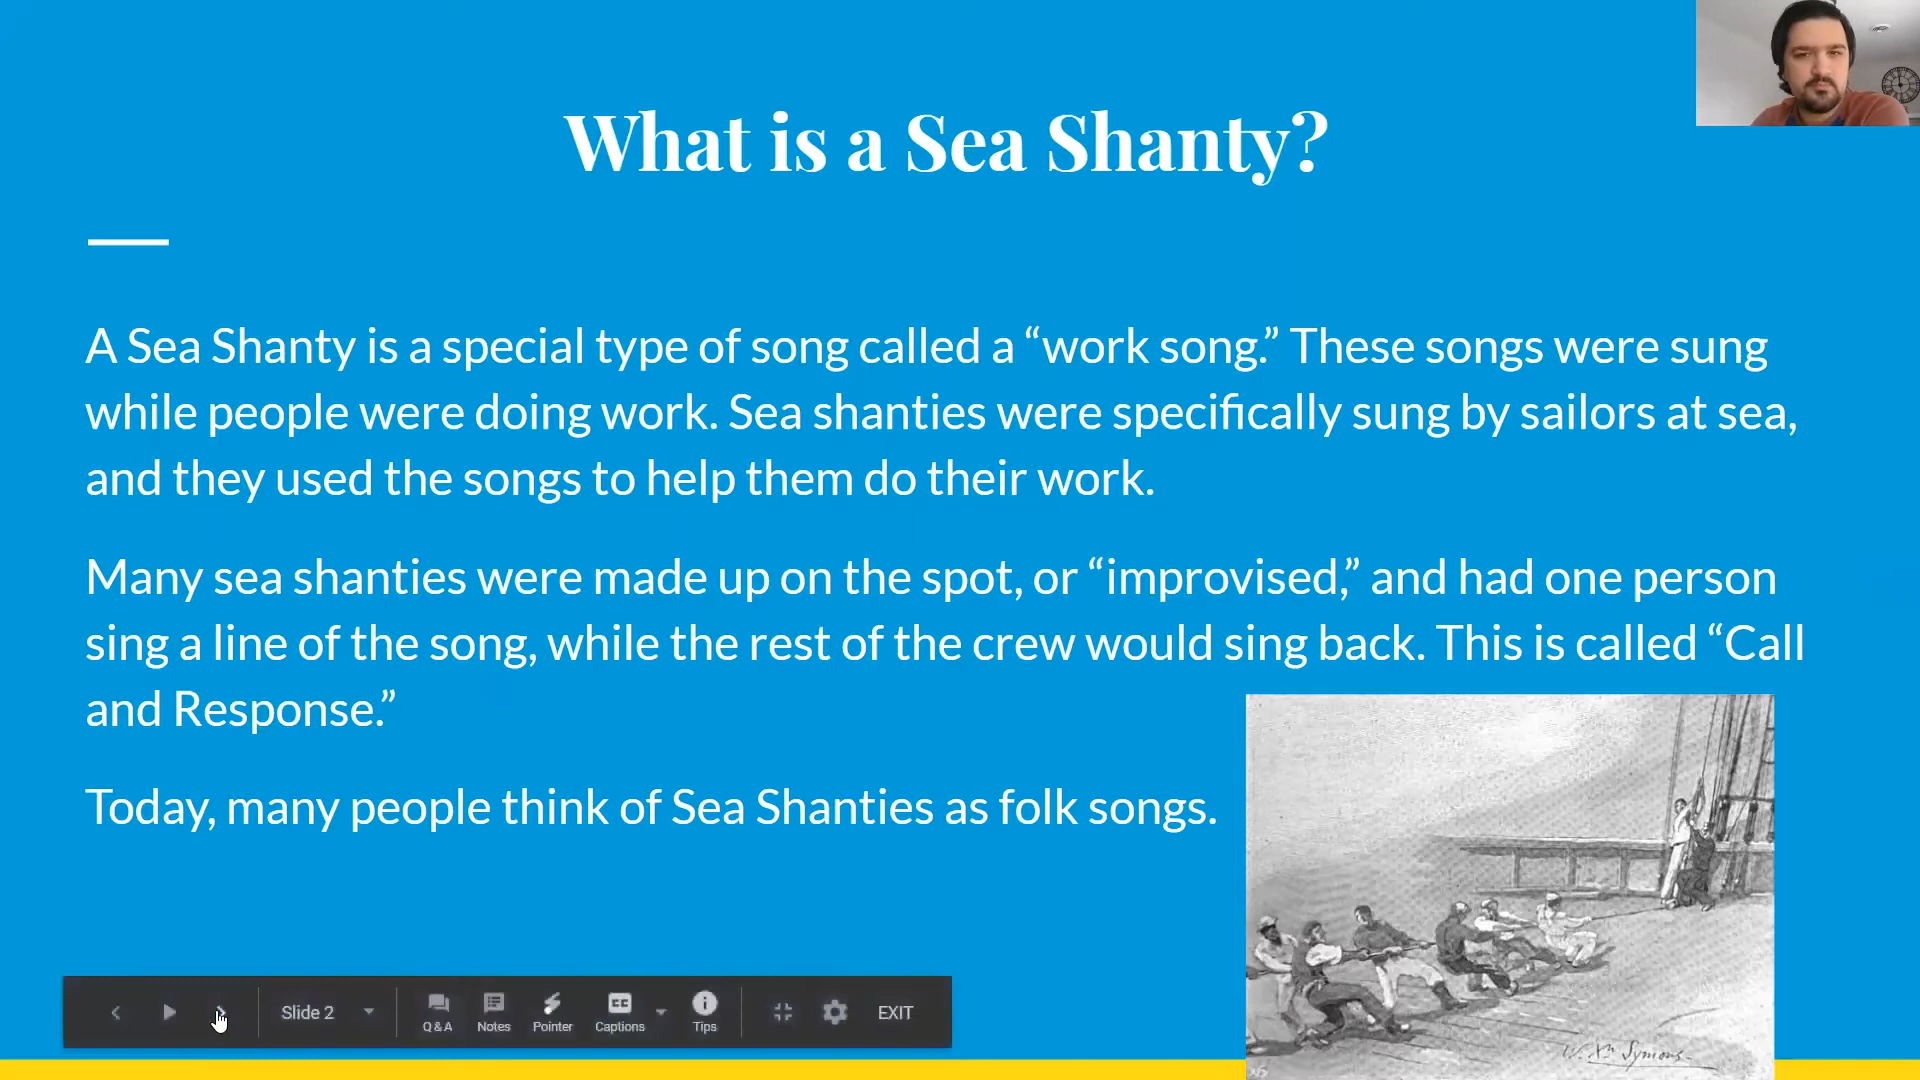 What is a Sea Shanty?
A Sea Shanty is a special type of song called a “work song.” These songs were sung
while people were doing work. Sea shanties were specifically sung by sailors at sea,
and they used the songs to help them do their work.
Many sea shanties were made up on the spot, or “improvised,” and had one person
sing a line of the song, while the rest of the crew would sing back. This is called “Call
and Response.”
Today, many people think of Sea Shanties as folk songs.
Slide 2
Q & A
Notes
Pointer
CC
Captions
Tips
EXIT
Symons